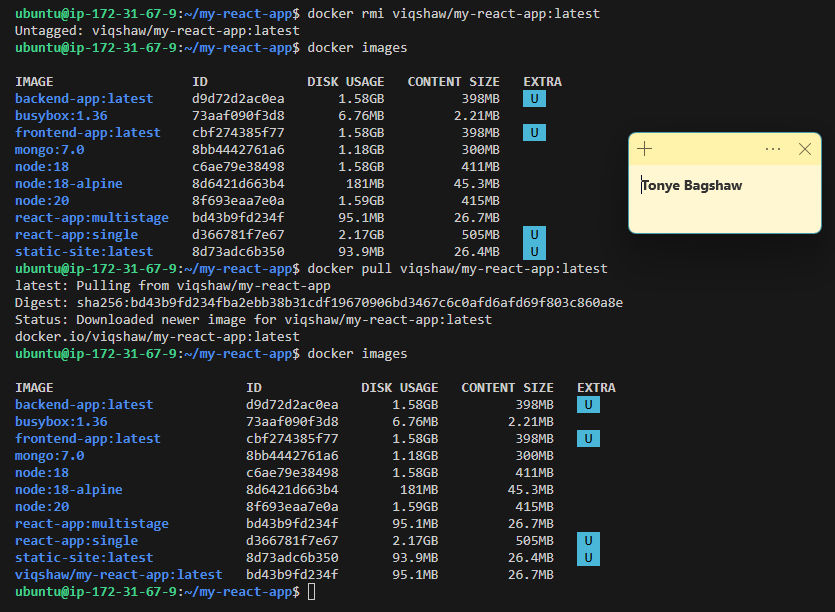 ubuntu@ip-172-31-67-9:~/my-react-app$ docker rmi viqshaw/my-react-app:latest
Untagged: viqshaw/my-react-app:latest
ubuntu@ip-172-31-67-9:~/my-react-app$ docker images
IMAGE ID DISK USAGE CONTENT SIZE EXTRA
backend-app:latest d9d72d2ac0ea 1.58GB 398MB U
busybox:1.36 73aaf090f3d8 6.76MB 2.21MB
frontend-app:latest cbf274385f77 1.58GB 398MB U
mongo:7.0 8bb4442761a6 1.18GB 300MB
node:18 c6ae79e38498 1.58GB 411MB
node:18-alpine 8d6421d663b4 181MB 45.3MB
node:20 8f693eaa7e0a 1.59GB 415MB
react-app:multistage bd43b9fd234f 95.1MB 26.7MB
react-app:single d366781f7e67 2.17GB 505MB U
static-site:latest 8d73adc6b350 93.9MB 26.4MB U
Tonye Bagshaw
ubuntu@ip-172-31-67-9:~/my-react-app$ docker pull viqshaw/my-react-app:latest
latest: Pulling from viqshaw/my-react-app
Digest: sha256:bd43b9fd234fba2ebb38b31cdf19670906bd3467c6c0afd6afd69f803c860a8e
Status: Downloaded newer image for viqshaw/my-react-app:latest
docker.io/viqshaw/my-react-app:latest
ubuntu@ip-172-31-67-9:~/my-react-app$ docker images
IMAGE ID DISK USAGE CONTENT SIZE EXTRA
backend-app:latest d9d72d2ac0ea 1.58GB 398MB U
busybox:1.36 73aaf090f3d8 6.76MB 2.21MB
frontend-app:latest cbf274385f77 1.58GB 398MB U
mongo:7.0 8bb4442761a6 1.18GB 300MB
node:18 c6ae79e38498 1.58GB 411MB
node:18-alpine 8d6421d663b4 181MB 45.3MB
node:20 8f693eaa7e0a 1.59GB 415MB
react-app:multistage bd43b9fd234f 95.1MB 26.7MB
react-app:single d366781f7e67 2.17GB 505MB U
static-site:latest 8d73adc6b350 93.9MB 26.4MB U
viqshaw/my-react-app:latest bd43b9fd234f 95.1MB 26.7MB
ubuntu@ip-172-31-67-9:~/my-react-app$